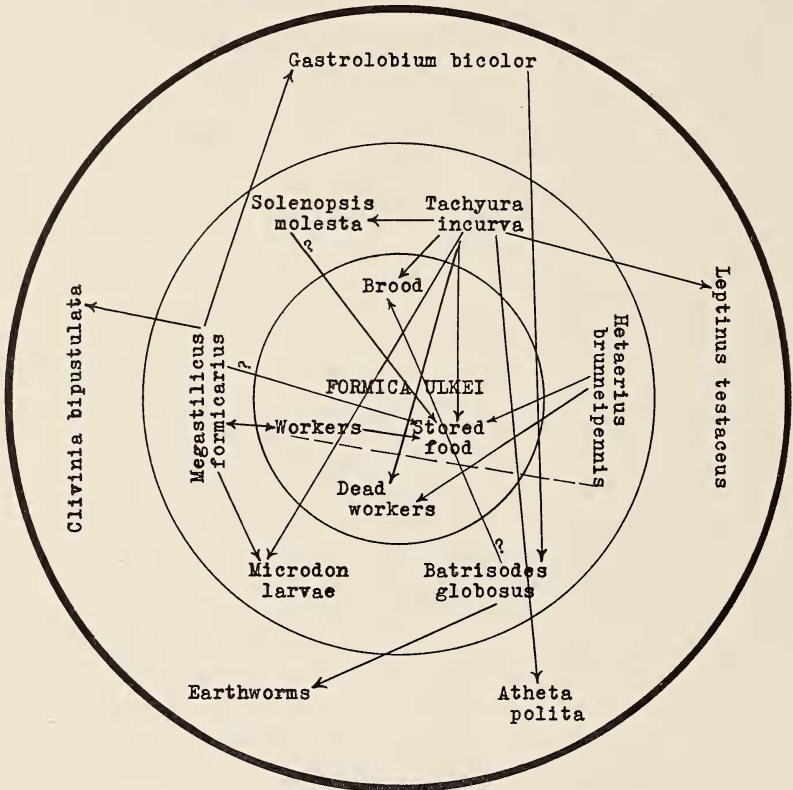 Gastrolobium bicolor
Solenopsis
molesta
Tachyura
incurva
?
Brood
Leptinus testaceus
Clivinia bipustulata
Megastilicus
formicarius
?
Hetaerius
brunneipennis
FORMICA ULKEI
Workers
Stored
food
Dead
workers
?
Microdon
larvae
Batrisodes
globosus
Earthworms
Atheta
polita